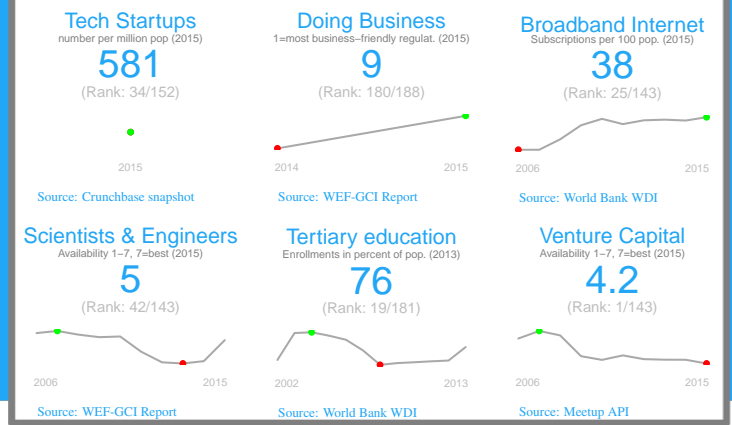 Tech Startups
number per million pop (2015)
581
(Rank: 34/152)
2015
Source: Crunchbase snapshot
Doing Business
1=most business−friendly regulat. (2015)
9
(Rank: 180/188)
2014 2015
Source: WEF-GCI Report
Broadband Internet
Subscriptions per 100 pop. (2015)
38
(Rank: 25/143)
2006 2015
Source: World Bank WDI
Scientists & Engineers
Availability 1−7, 7=best (2015)
5
(Rank: 42/143)
2006 2015
Source: WEF-GCI Report
Tertiary education
Enrollments in percent of pop. (2013)
76
(Rank: 19/181)
2002 2013
Source: World Bank WDI
Venture Capital
Availability 1−7, 7=best (2015)
4.2
(Rank: 1/143)
2006 2015
Source: Meetup API